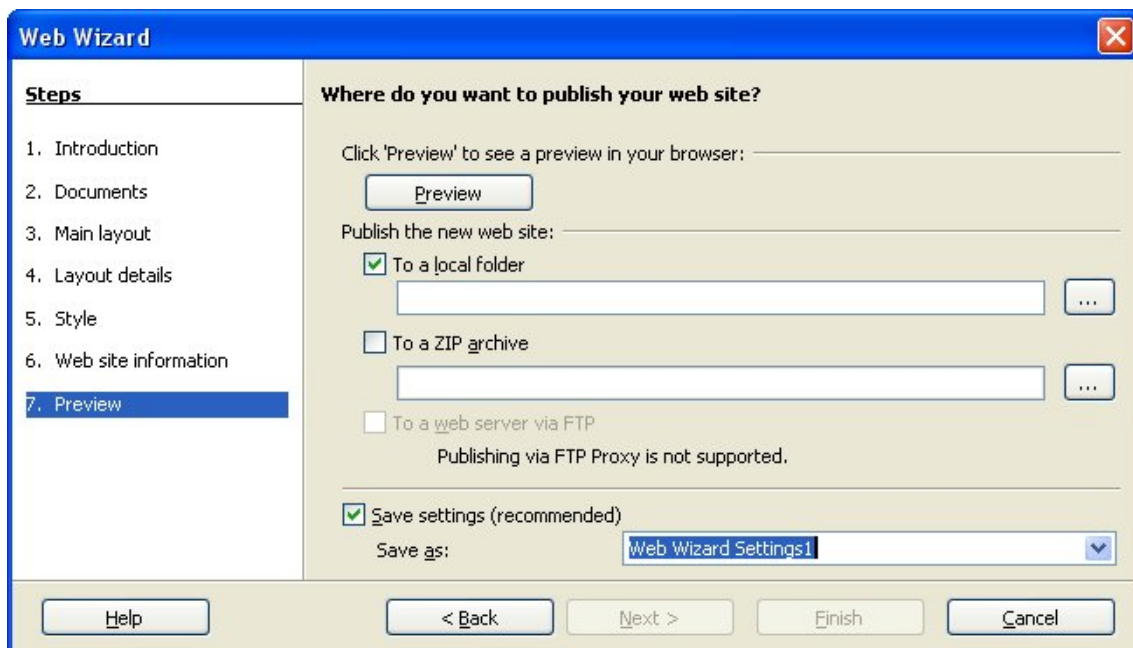 Web Wizard
Steps
1. Introduction
2. Documents
3. Main layout
4. Layout details
5. Style
6. Web site information
7. Preview
Where do you want to publish your web site?
Click 'Preview' to see a preview in your browser:
Preview
Publish the new web site:
To a local folder
...
To a ZIP archive
...
To a web server via FTP
Publishing via FTP Proxy is not supported.
Save settings (recommended)
Save as: Web Wizard Settings1
Help < Back Next > Finish Cancel